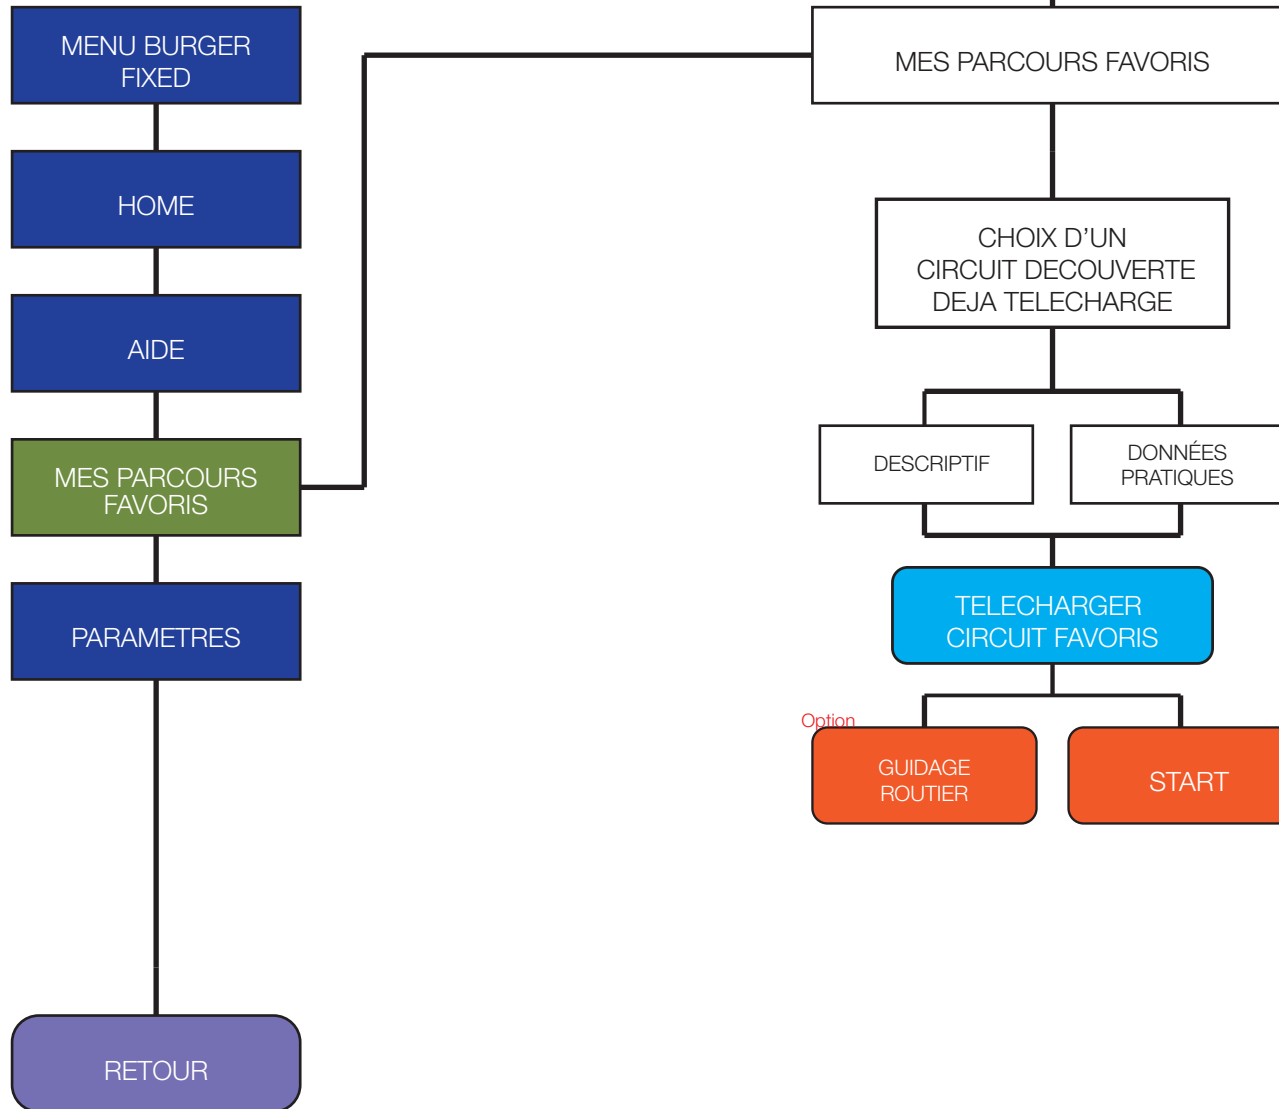 MENU BURGER
FIXED
HOME
AIDE
MES PARCOURS
FAVORIS
PARAMETRES
RETOUR
MES PARCOURS FAVORIS
CHOIX D’UN
CIRCUIT DECOUVERTE
DEJA TELECHARGE
DESCRIPTIF
DONNÉES
PRATIQUES
TELECHARGER
CIRCUIT FAVORIS
Option
GUIDAGE
ROUTIER
START